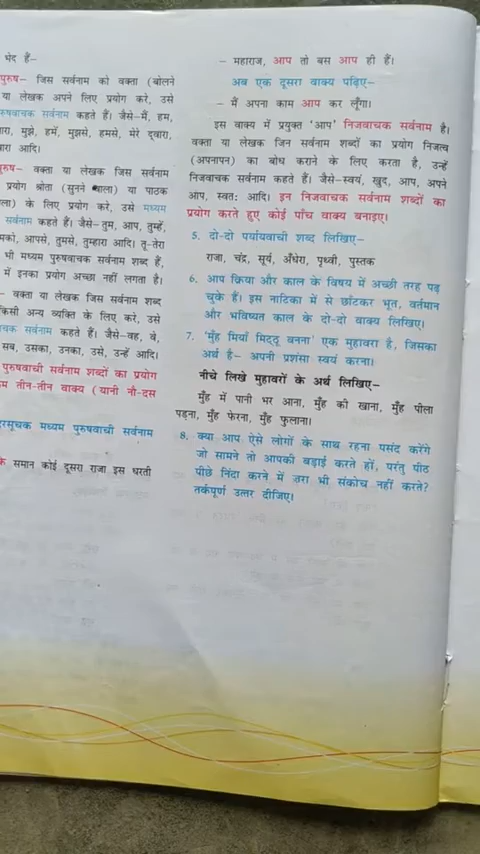 भेद हैं–
पुरुष– जिस सर्वनाम को वक्ता (बोलने
या लेखक अपने लिए प्रयोग करे, उसे
कहते हैं। जैसे–मैं, हम,
मुझे, हमें, मुझसे, हमसे, मेरे द्वारा,
आदि।
पुरुष– वक्ता या लेखक जिस सर्वनाम
प्रयोग श्रोता (सुनने वाला) या पाठक
के लिए प्रयोग करे, उसे मध्यम
सर्वनाम कहते हैं। जैसे–तुम, आप, तुम्हें,
आपसे, तुमसे, तुम्हारा आदि। तू-तेरा
भी मध्यम पुरुषवाचक सर्वनाम शब्द हैं,
में इनका प्रयोग अच्छा नहीं लगता है।
– वक्ता या लेखक जिस सर्वनाम शब्द
किसी अन्य व्यक्ति के लिए करे, उसे
सर्वनाम कहते हैं। जैसे–वह, वे,
सब, उसका, उनका, उसे, उन्हें आदि।
पुरुषवाची सर्वनाम शब्दों का प्रयोग
तीन-तीन वाक्य (यानी नौ-दस
मध्यम पुरुषवाची सर्वनाम
समान कोई दूसरा राजा इस धरती
– महाराज, आप तो बस आप ही हैं।
अब एक दूसरा वाक्य पढ़िए–
– मैं अपना काम आप कर लूँगा।
इस वाक्य में प्रयुक्त 'आप' निजवाचक सर्वनाम है।
वक्ता या लेखक जिन सर्वनाम शब्दों का प्रयोग निजत्व
(अपनापन) का बोध कराने के लिए करता है, उन्हें
निजवाचक सर्वनाम कहते हैं। जैसे–स्वयं, खुद, आप, अपने
आप, स्वत: आदि। इन निजवाचक सर्वनाम शब्दों का
प्रयोग करते हुए कोई पाँच वाक्य बनाइए।
5. दो-दो पर्यायवाची शब्द लिखिए–
राजा, चंद्र, सूर्य, अँधेरा, पृथ्वी, पुस्तक
6. आप क्रिया और काल के विषय में अच्छी तरह पढ़
चुके हैं। इस नाटिका में से छाँटकर भूत, वर्तमान
और भविष्यत काल के दो-दो वाक्य लिखिए।
7. 'मुँह मियाँ मिट्ठू बनना' एक मुहावरा है, जिसका
अर्थ है– अपनी प्रशंसा स्वयं करना।
नीचे लिखे मुहावरों के अर्थ लिखिए–
मुँह में पानी भर आना, मुँह की खाना, मुँह पीला
पड़ना, मुँह फेरना, मुँह फुलाना।
8. क्या आप ऐसे लोगों के साथ रहना पसंद करेंगे
जो सामने तो आपकी बड़ाई करते हों, परंतु पीठ
पीछे निंदा करने में ज़रा भी संकोच नहीं करते?
तर्कपूर्ण उत्तर दीजिए।